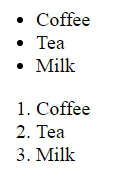 • Coffee
• Tea
• Milk
1. Coffee
2. Tea
3. Milk